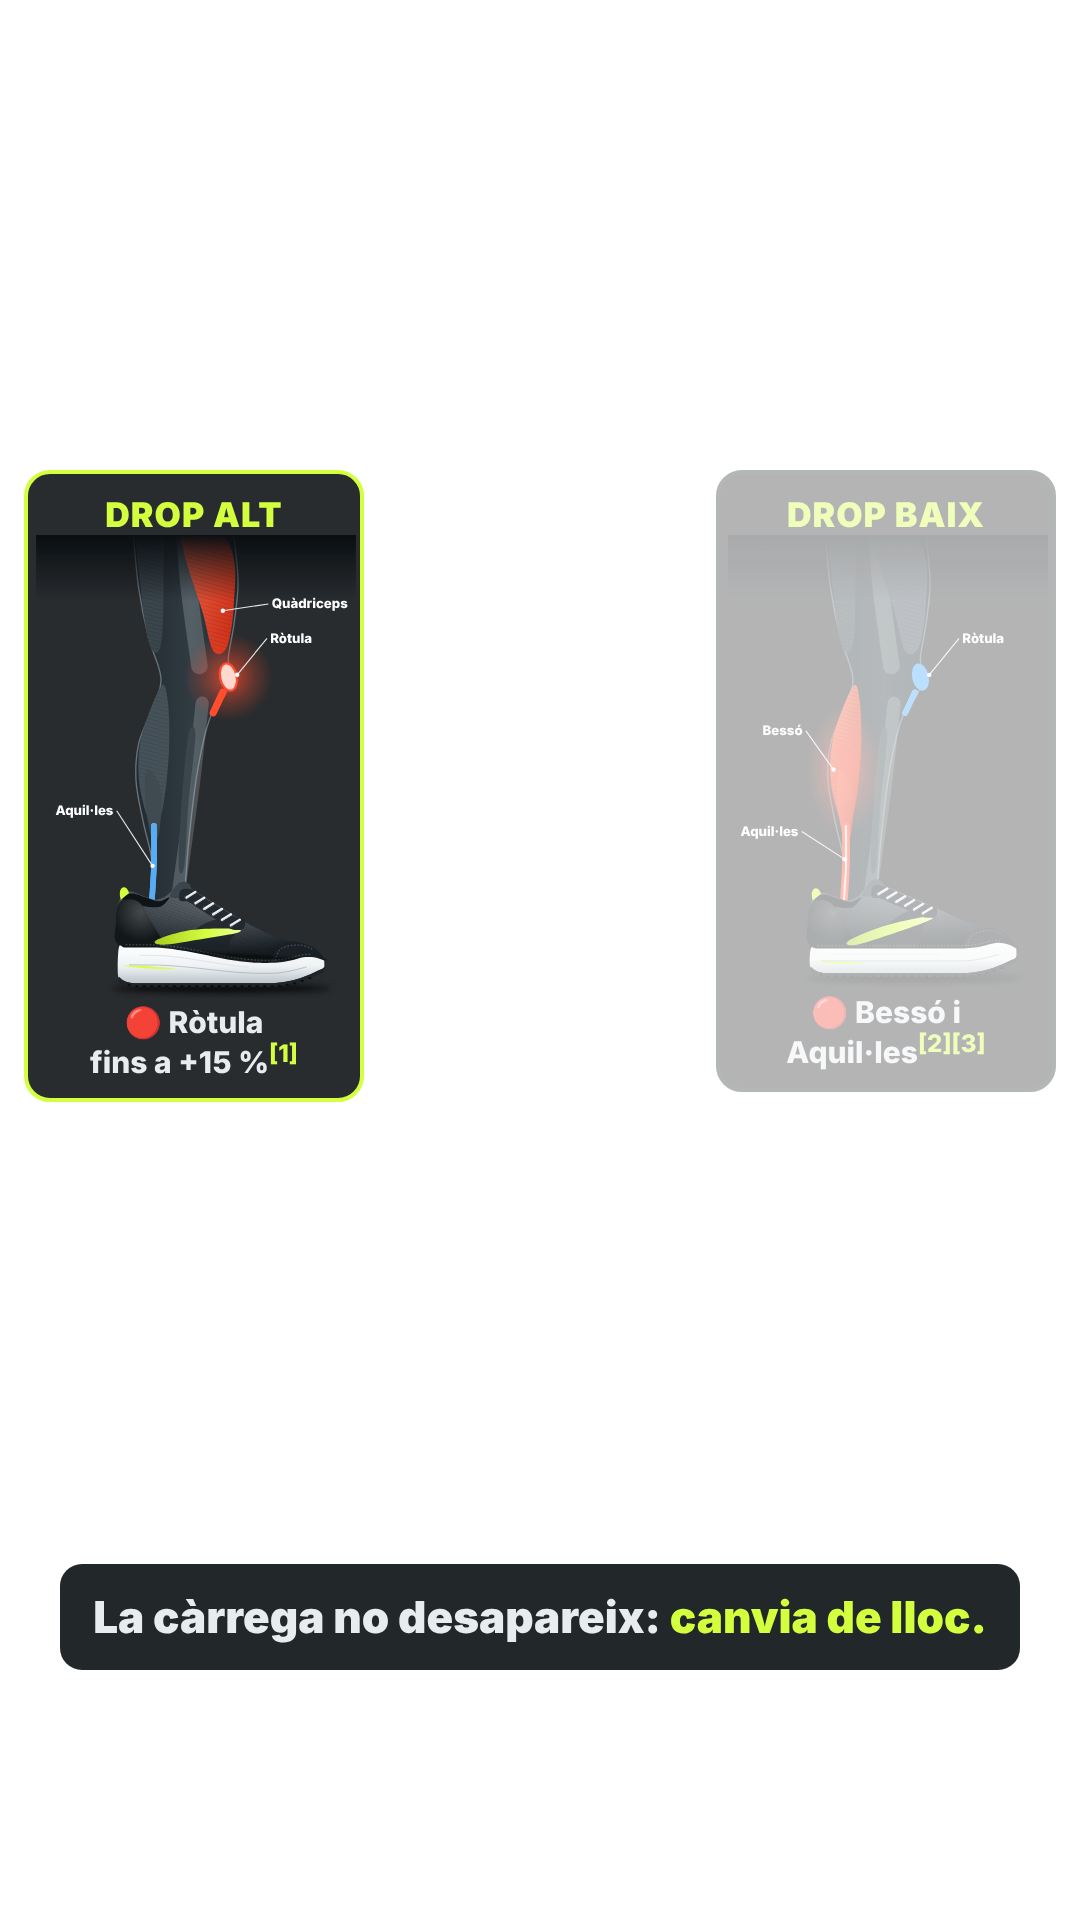 DROP ALT
Quàdriceps
Ròtula
Aquil·les
Ròtula
fins a +15 %[1]
DROP BAIX
Ròtula
Bessó
Aquil·les
Bessó i
Aquil·les[2][3]
La càrrega no desapareix: canvia de lloc.